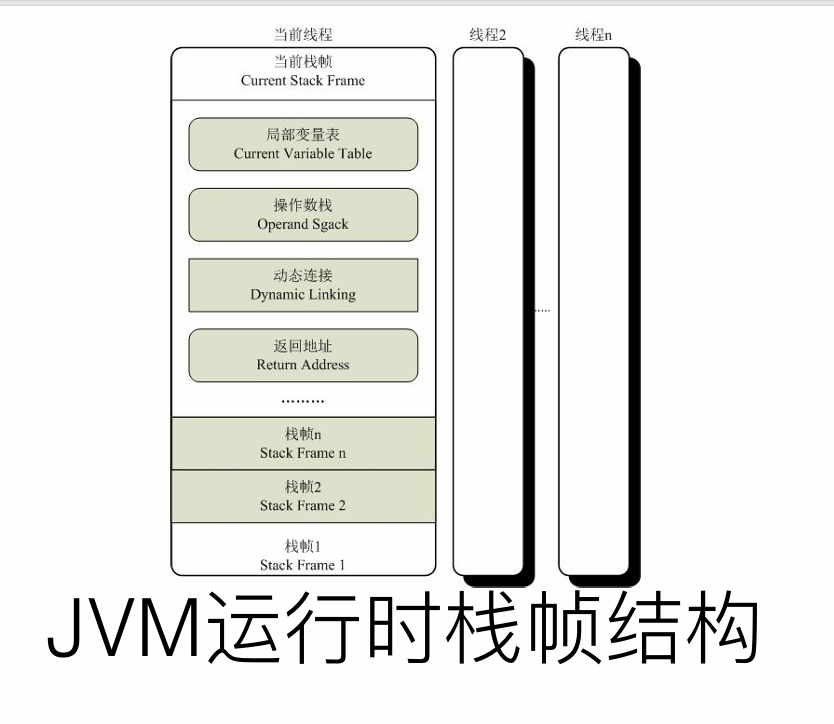 当前线程
线程2
线程n
当前栈帧
Current Stack Frame
局部变量表
Current Variable Table
操作数栈
Operand Sgack
动态连接
Dynamic Linking
返回地址
Return Address
………
.....
栈帧n
Stack Frame n
栈帧2
Stack Frame 2
栈帧1
Stack Frame 1
JVM运行时栈帧结构